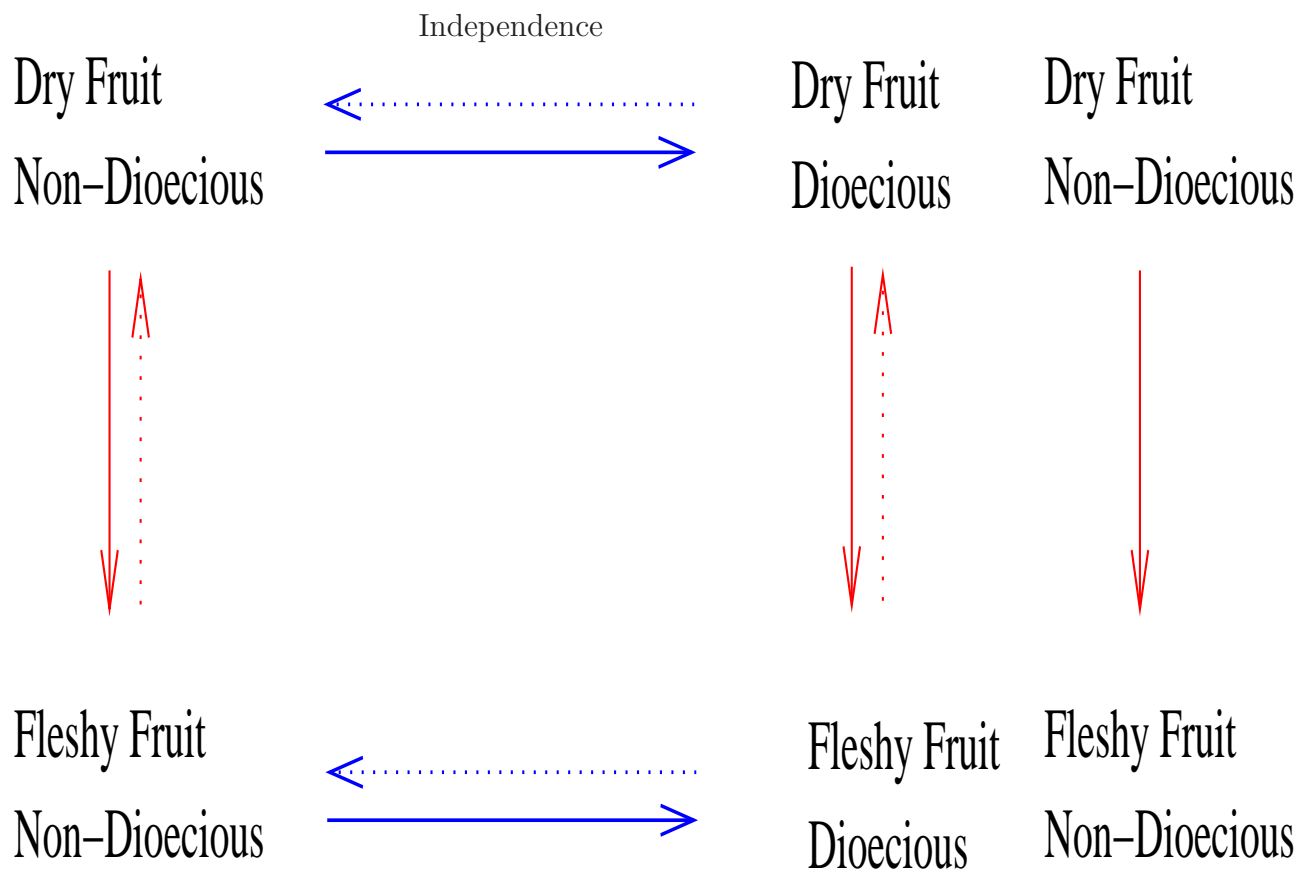 Independence
Dry Fruit
Non–Dioecious
Dry Fruit
Dioecious
Dry Fruit
Non–Dioecious
Fleshy Fruit
Non–Dioecious
Fleshy Fruit
Dioecious
Fleshy Fruit
Non–Dioecious